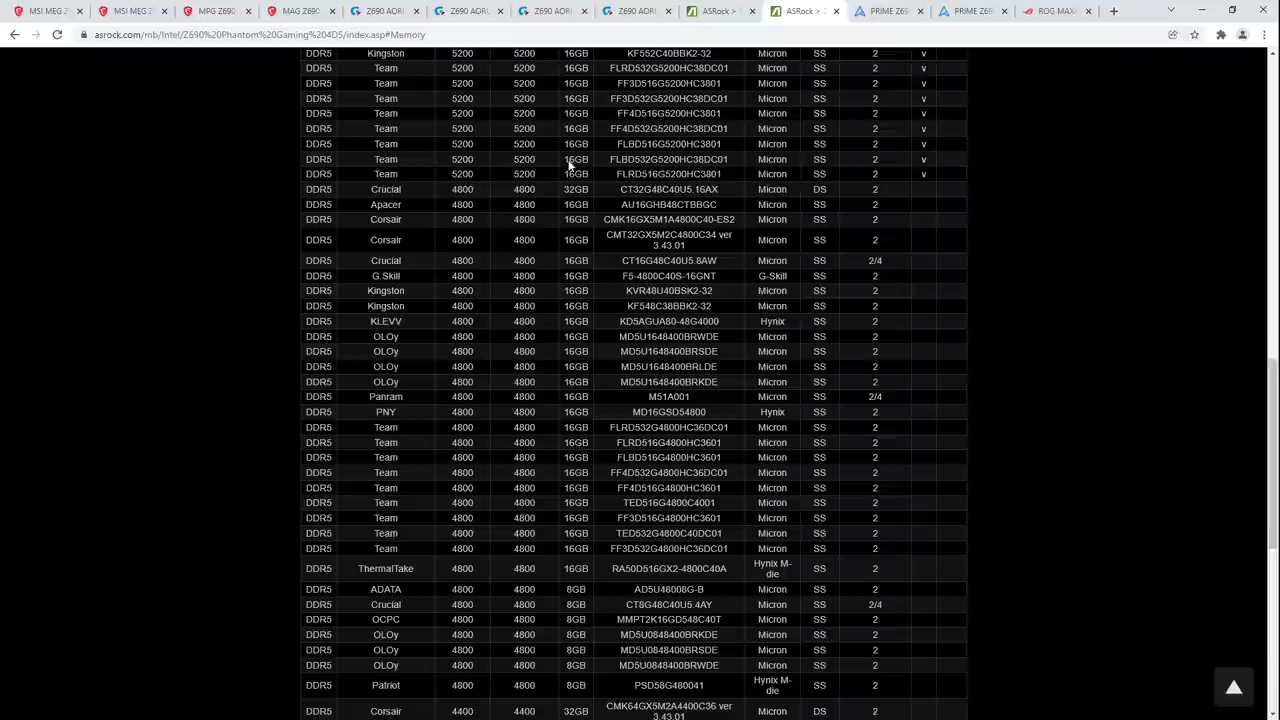 MSI MEG Z
MSI MEG Z
MPG Z690
MAG Z690
Z690 AORU
Z690 AORU
Z690 AORU
Z690 AORU
ASRock >
ASRock > Z
PRIME Z69
PRIME Z69
ROG MAXI
asrock.com/mb/Intel/Z690%20Phantom%20Gaming%204D5/index.asp#Memory
DDR5 Kingston 5200 5200 16GB KF552C40BBK2-32 Micron SS 2 v
DDR5 Team 5200 5200 16GB FLRD532G5200HC38DC01 Micron SS 2 v
DDR5 Team 5200 5200 16GB FF3D516G5200HC3801 Micron SS 2 v
DDR5 Team 5200 5200 16GB FF3D532G5200HC38DC01 Micron SS 2 v
DDR5 Team 5200 5200 16GB FF4D516G5200HC3801 Micron SS 2 v
DDR5 Team 5200 5200 16GB FF4D532G5200HC38DC01 Micron SS 2 v
DDR5 Team 5200 5200 16GB FLBD516G5200HC3801 Micron SS 2 v
DDR5 Team 5200 5200 16GB FLBD532G5200HC38DC01 Micron SS 2 v
DDR5 Team 5200 5200 16GB FLRD516G5200HC3801 Micron SS 2 v
DDR5 Crucial 4800 4800 32GB CT32G48C40U5.16AX Micron DS 2
DDR5 Apacer 4800 4800 16GB AU16GHB48CTBBGC Micron SS 2
DDR5 Corsair 4800 4800 16GB CMK16GX5M1A4800C40-ES2 Micron SS 2
DDR5 Corsair 4800 4800 16GB CMT32GX5M2C4800C34 ver 3.43.01 Micron SS 2
DDR5 Crucial 4800 4800 16GB CT16G48C40U5.8AW Micron SS 2/4
DDR5 G.Skill 4800 4800 16GB F5-4800C40S-16GNT G-Skill SS 2
DDR5 Kingston 4800 4800 16GB KVR48U40BSK2-32 Micron SS 2
DDR5 Kingston 4800 4800 16GB KF548C38BBK2-32 Micron SS 2
DDR5 KLEVV 4800 4800 16GB KD5AGUA80-48G4000 Hynix SS 2
DDR5 OLOy 4800 4800 16GB MD5U1648400BRWDE Micron SS 2
DDR5 OLOy 4800 4800 16GB MD5U1648400BRSDE Micron SS 2
DDR5 OLOy 4800 4800 16GB MD5U1648400BRLDE Micron SS 2
DDR5 OLOy 4800 4800 16GB MD5U1648400BRKDE Micron SS 2
DDR5 Panram 4800 4800 16GB M51A001 Micron SS 2/4
DDR5 PNY 4800 4800 16GB MD16GSD54800 Hynix SS 2
DDR5 Team 4800 4800 16GB FLRD532G4800HC36DC01 Micron SS 2
DDR5 Team 4800 4800 16GB FLRD516G4800HC3601 Micron SS 2
DDR5 Team 4800 4800 16GB FLBD516G4800HC3601 Micron SS 2
DDR5 Team 4800 4800 16GB FF4D532G4800HC36DC01 Micron SS 2
DDR5 Team 4800 4800 16GB FF4D516G4800HC3601 Micron SS 2
DDR5 Team 4800 4800 16GB TED516G4800C4001 Micron SS 2
DDR5 Team 4800 4800 16GB FF3D516G4800HC3601 Micron SS 2
DDR5 Team 4800 4800 16GB TED532G4800C40DC01 Micron SS 2
DDR5 Team 4800 4800 16GB FF3D532G4800HC36DC01 Micron SS 2
DDR5 ThermalTake 4800 4800 16GB RA50D516GX2-4800C40A Hynix M-die SS 2
DDR5 ADATA 4800 4800 8GB AD5U48008G-B Micron SS 2
DDR5 Crucial 4800 4800 8GB CT8G48C40U5.4AY Micron SS 2/4
DDR5 OCPC 4800 4800 8GB MMPT2K16GD548C40T Micron SS 2
DDR5 OLOy 4800 4800 8GB MD5U0848400BRKDE Micron SS 2
DDR5 OLOy 4800 4800 8GB MD5U0848400BRSDE Micron SS 2
DDR5 OLOy 4800 4800 8GB MD5U0848400BRWDE Micron SS 2
DDR5 Patriot 4800 4800 8GB PSD58G480041 Hynix M-die SS 2
DDR5 Corsair 4400 4400 32GB CMK64GX5M2A4400C36 ver 3.43.01 Micron DS 2